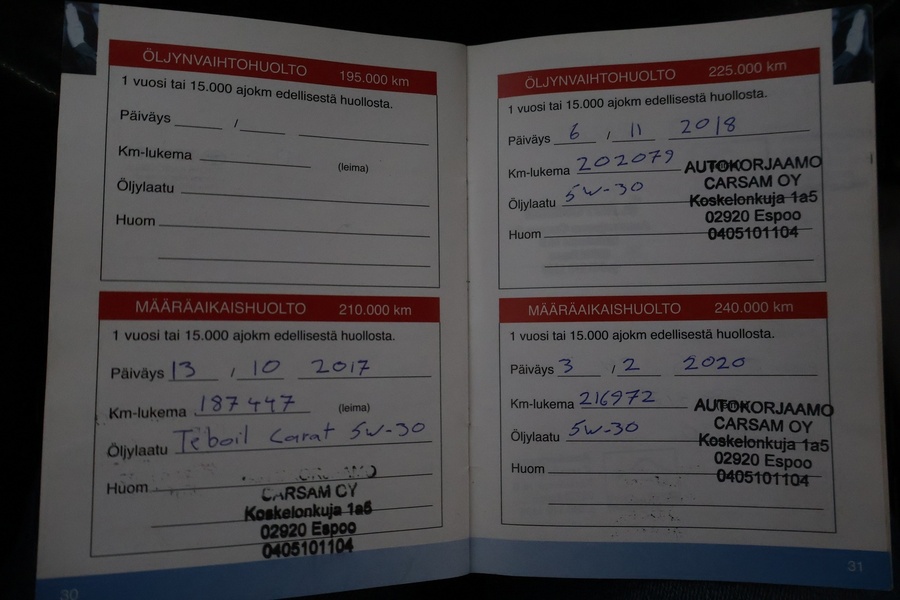 ÖLJYNVAIHTOHUOLTO 195.000 km
1 vuosi tai 15.000 ajokm edellisestä huollosta.
Päiväys / 
Km-lukema (leima)
Öljylaatu
Huom
MÄÄRÄAIKAISHUOLTO 210.000 km
1 vuosi tai 15.000 ajokm edellisestä huollosta.
Päiväys 13 / 10 2017
Km-lukema 187447 (leima)
Öljylaatu Teboil Carat 5w-30
Huom
CARSAM OY
Koskelonkuja 1a5
02920 Espoo
0405101104
30
ÖLJYNVAIHTOHUOLTO 225.000 km
1 vuosi tai 15.000 ajokm edellisestä huollosta.
Päiväys 6 / 11 2018
Km-lukema 202079
AUTOKORJAAMO
CARSAM OY
Öljylaatu 5w-30
Koskelonkuja 1a5
02920 Espoo
Huom
0405101104
MÄÄRÄAIKAISHUOLTO 240.000 km
1 vuosi tai 15.000 ajokm edellisestä huollosta.
Päiväys 3 / 2 2020
Km-lukema 216972
AUTOKORJAAMO
CARSAM OY
Öljylaatu 5w-30
Koskelonkuja 1a5
02920 Espoo
Huom
0405101104
31